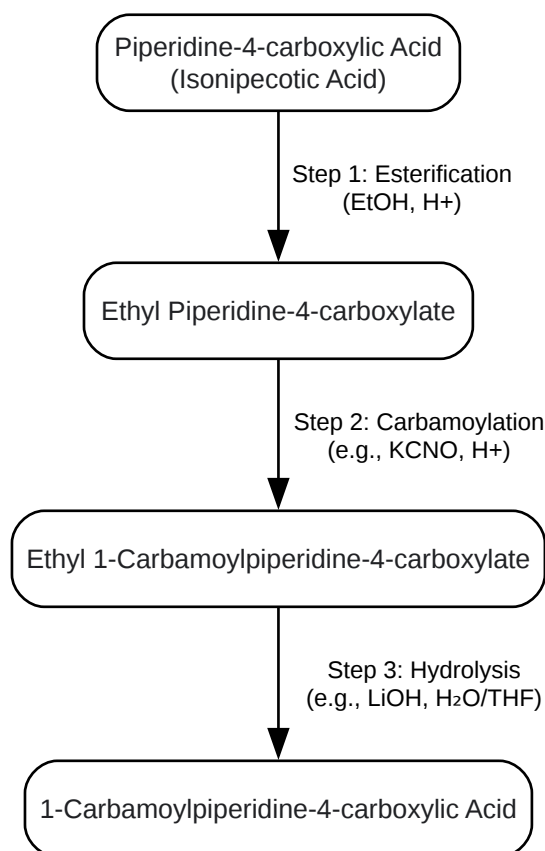 Piperidine-4-carboxylic Acid
(Isonipecotic Acid)
Step 1: Esterification
(EtOH, H+)
Ethyl Piperidine-4-carboxylate
Step 2: Carbamoylation
(e.g., KCNO, H+)
Ethyl 1-Carbamoylpiperidine-4-carboxylate
Step 3: Hydrolysis
(e.g., LiOH, H₂O/THF)
1-Carbamoylpiperidine-4-carboxylic Acid